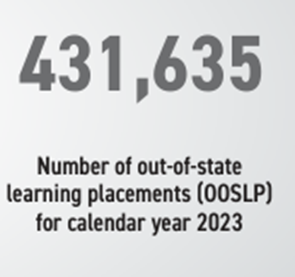 431,635
Number of out-of-state
learning placements (OOSLP)
for calendar year 2023